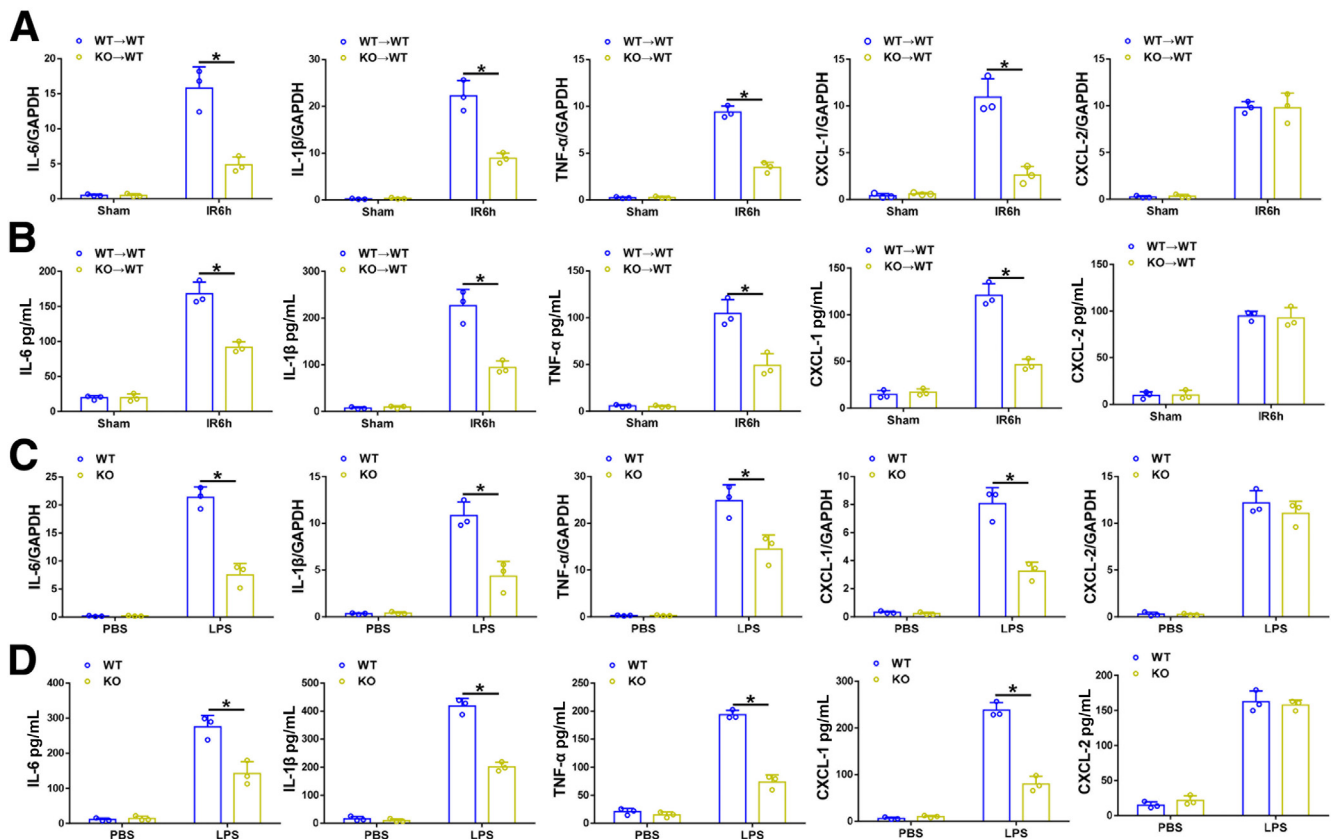 A
WT→WT
KO→WT
IL-6/GAPDH
20
15
10
5
0
Sham
IR6h
*
WT→WT
KO→WT
IL-1β/GAPDH
30
20
10
0
Sham
IR6h
*
WT→WT
KO→WT
TNF-α/GAPDH
15
10
5
0
Sham
IR6h
*
WT→WT
KO→WT
CXCL-1/GAPDH
15
10
5
0
Sham
IR6h
*
WT→WT
KO→WT
CXCL-2/GAPDH
15
10
5
0
Sham
IR6h
B
WT→WT
KO→WT
IL-6 pg/mL
200
150
100
50
0
Sham
IR6h
*
WT→WT
KO→WT
IL-1β pg/mL
300
200
100
0
Sham
IR6h
*
WT→WT
KO→WT
TNF-α pg/mL
150
100
50
0
Sham
IR6h
*
WT→WT
KO→WT
CXCL-1 pg/mL
150
100
50
0
Sham
IR6h
*
WT→WT
KO→WT
CXCL-2 pg/mL
150
100
50
0
Sham
IR6h
C
WT
KO
IL-6/GAPDH
25
20
15
10
5
0
PBS
LPS
*
WT
KO
IL-1β/GAPDH
15
10
5
0
PBS
LPS
*
WT
KO
TNF-α/GAPDH
30
20
10
0
PBS
LPS
*
WT
KO
CXCL-1/GAPDH
10
8
6
4
2
0
PBS
LPS
*
WT
KO
CXCL-2/GAPDH
15
10
5
0
PBS
LPS
D
WT
KO
IL-6 pg/mL
400
300
200
100
0
PBS
LPS
*
WT
KO
IL-1β pg/mL
500
400
300
200
100
0
PBS
LPS
*
WT
KO
TNF-α pg/mL
250
200
150
100
50
0
PBS
LPS
*
WT
KO
CXCL-1 pg/mL
300
200
100
0
PBS
LPS
*
WT
KO
CXCL-2 pg/mL
200
150
100
50
0
PBS
LPS